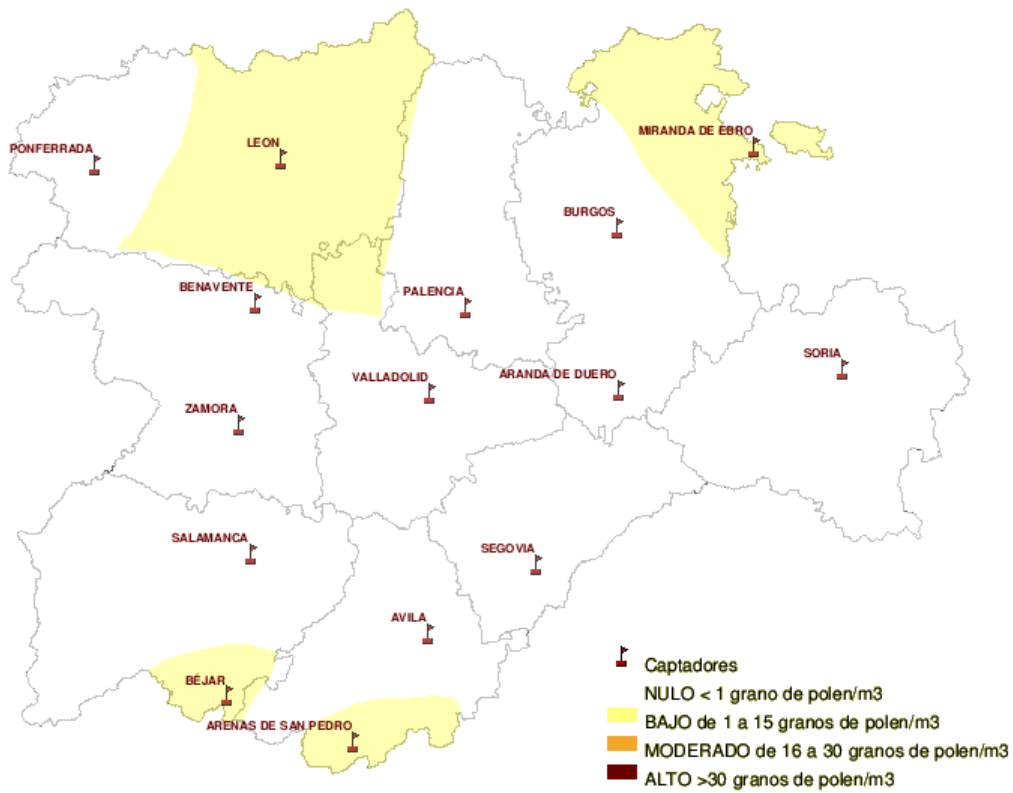 MIRANDA DE EBRO
LEON
PONFERRADA
BURGOS
BENAVENTE
PALENCIA
SORIA
VALLADOLID
ARANDA DE DUERO
ZAMORA
SALAMANCA
SEGOVIA
AVILA
BÉJAR
ARENAS DE SAN PEDRO
Captadores
NULO < 1 grano de polen/m3
BAJO de 1 a 15 granos de polen/m3
MODERADO de 16 a 30 granos de polen/m3
ALTO >30 granos de polen/m3